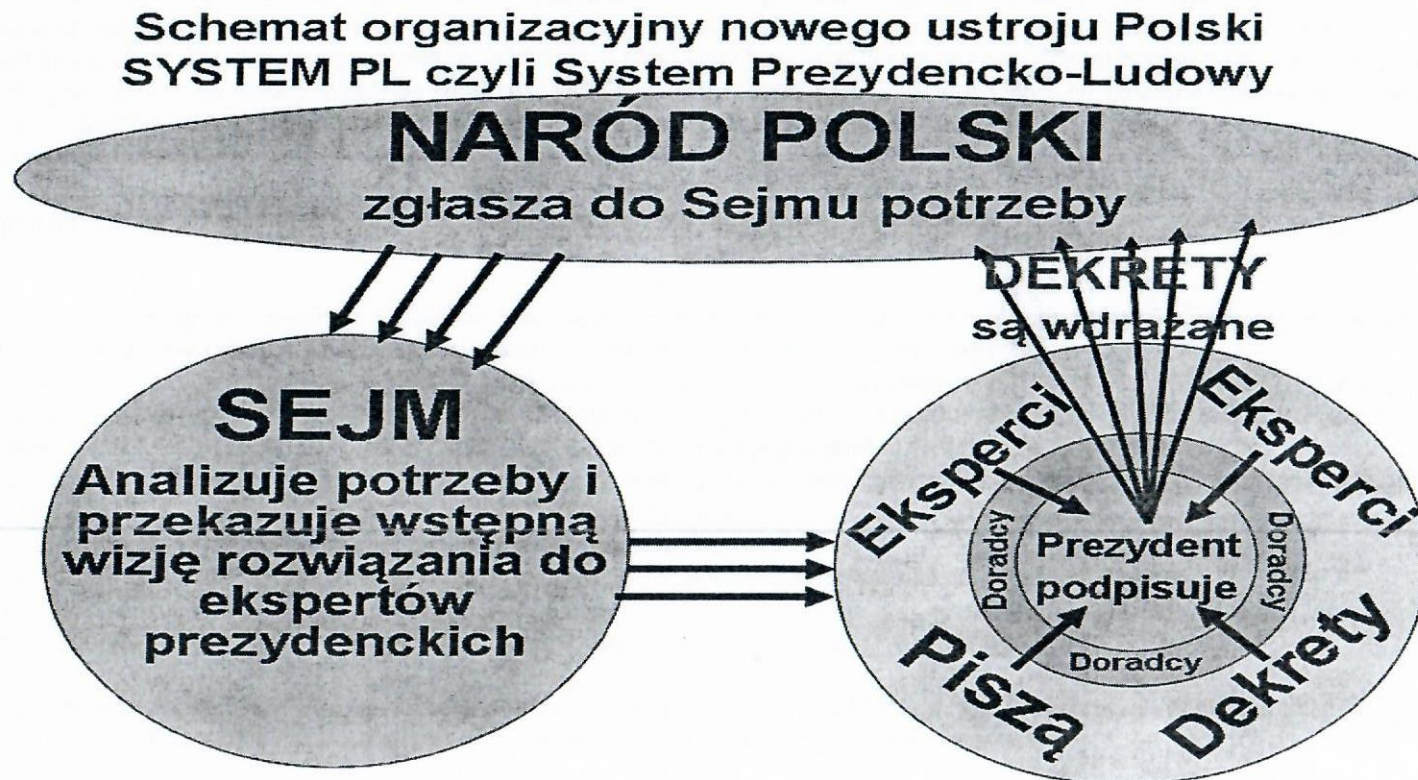 Schemat organizacyjny nowego ustroju Polski
SYSTEM PL czyli System Prezydencko-Ludowy
NARÓD POLSKI
zgłasza do Sejmu potrzeby
DEKRETY
są wdrażane
SEJM
Analizuje potrzeby i
przekazuje wstępną
wizję rozwiązania do
ekspertów
prezydenckich
Eksperci
Eksperci
Piszą
Dekrety
Doradcy
Doradcy
Doradcy
Prezydent
podpisuje